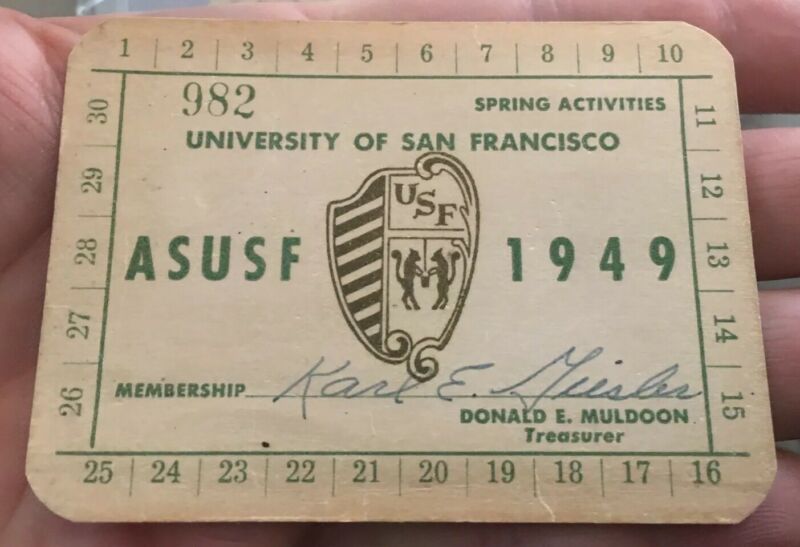 1 2 3 4 5 6 7 8 9 10
982 SPRING ACTIVITIES
UNIVERSITY OF SAN FRANCISCO
USF
ASUSF 1949
MEMBERSHIP Karl E. Giesler
DONALD E. MULDOON
Treasurer
11
12
13
14
15
30
29
28
27
26
25 24 23 22 21 20 19 18 17 16